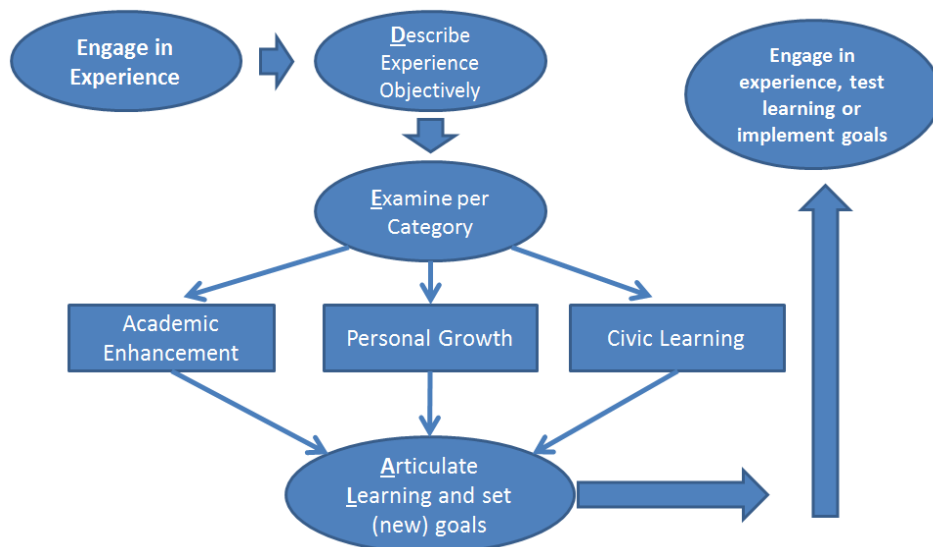 Engage in
Experience
Describe
Experience
Objectively
Engage in
experience, test
learning or
implement goals
Examine per
Category
Academic
Enhancement
Personal Growth
Civic Learning
Articulate
Learning and set
(new) goals